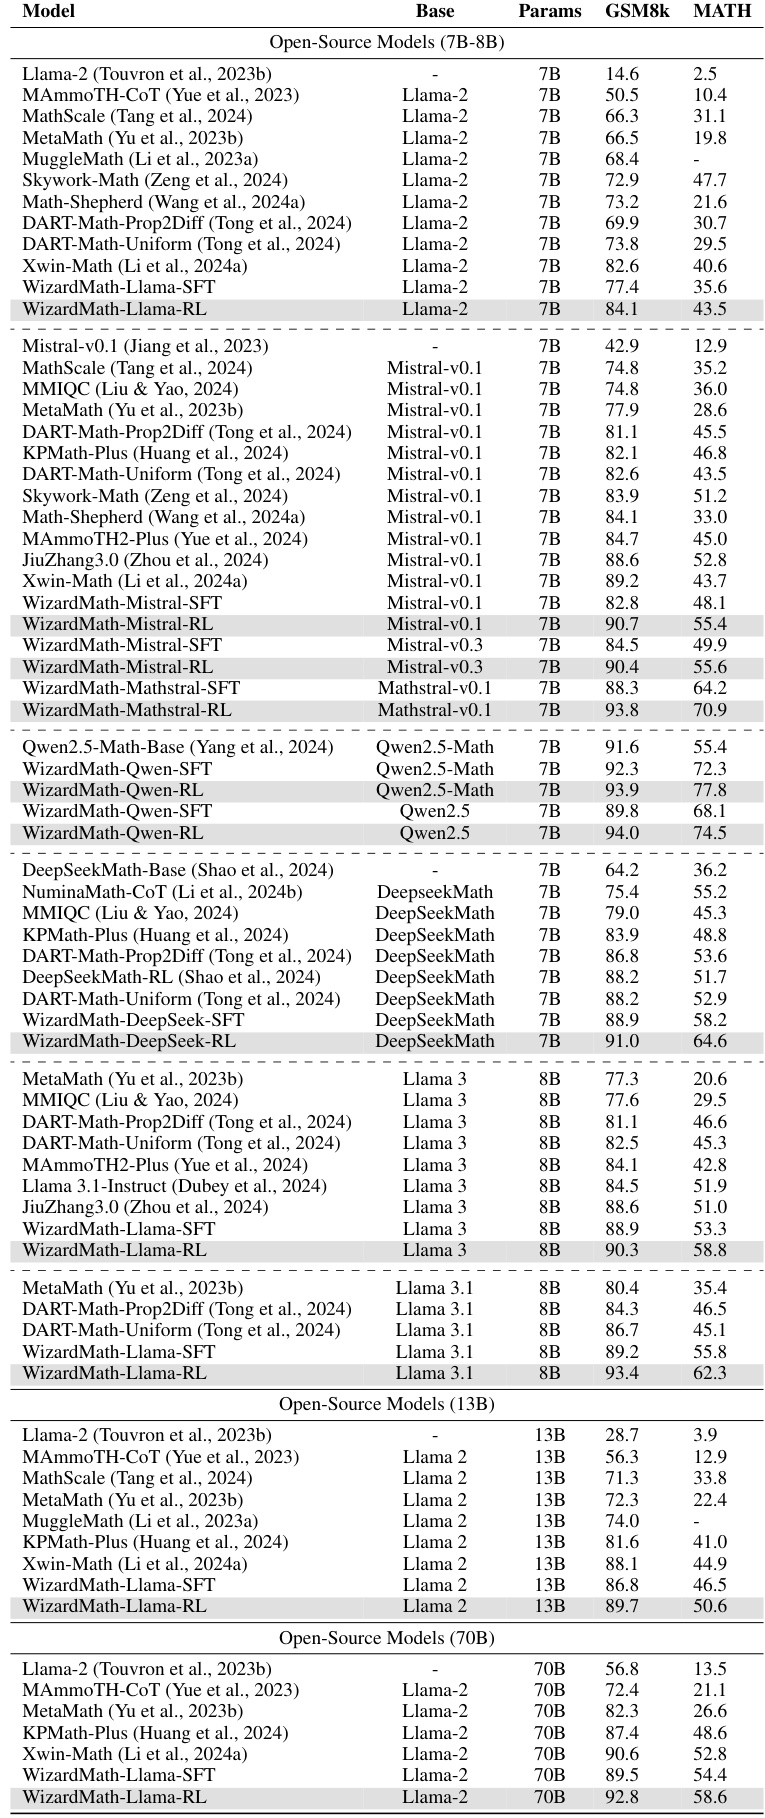 Model Base Params GSM8k MATH
Open-Source Models (7B-8B)
Llama-2 (Touvron et al., 2023b) - 7B 14.6 2.5
MAmmoTH-CoT (Yue et al., 2023) Llama-2 7B 50.5 10.4
MathScale (Tang et al., 2024) Llama-2 7B 66.3 31.1
MetaMath (Yu et al., 2023b) Llama-2 7B 66.5 19.8
MuggleMath (Li et al., 2023a) Llama-2 7B 68.4 -
Skywork-Math (Zeng et al., 2024) Llama-2 7B 72.9 47.7
Math-Shepherd (Wang et al., 2024a) Llama-2 7B 73.2 21.6
DART-Math-Prop2Diff (Tong et al., 2024) Llama-2 7B 69.9 30.7
DART-Math-Uniform (Tong et al., 2024) Llama-2 7B 73.8 29.5
Xwin-Math (Li et al., 2024a) Llama-2 7B 82.6 40.6
WizardMath-Llama-SFT Llama-2 7B 77.4 35.6
WizardMath-Llama-RL Llama-2 7B 84.1 43.5
Mistral-v0.1 (Jiang et al., 2023) - 7B 42.9 12.9
MathScale (Tang et al., 2024) Mistral-v0.1 7B 74.8 35.2
MMIQC (Liu & Yao, 2024) Mistral-v0.1 7B 74.8 36.0
MetaMath (Yu et al., 2023b) Mistral-v0.1 7B 77.9 28.6
DART-Math-Prop2Diff (Tong et al., 2024) Mistral-v0.1 7B 81.1 45.5
KPMath-Plus (Huang et al., 2024) Mistral-v0.1 7B 82.1 46.8
DART-Math-Uniform (Tong et al., 2024) Mistral-v0.1 7B 82.6 43.5
Skywork-Math (Zeng et al., 2024) Mistral-v0.1 7B 83.9 51.2
Math-Shepherd (Wang et al., 2024a) Mistral-v0.1 7B 84.1 33.0
MAmmoTH2-Plus (Yue et al., 2024) Mistral-v0.1 7B 84.7 45.0
JiuZhang3.0 (Zhou et al., 2024) Mistral-v0.1 7B 88.6 52.8
Xwin-Math (Li et al., 2024a) Mistral-v0.1 7B 89.2 43.7
WizardMath-Mistral-SFT Mistral-v0.1 7B 82.8 48.1
WizardMath-Mistral-RL Mistral-v0.1 7B 90.7 55.4
WizardMath-Mistral-SFT Mistral-v0.3 7B 84.5 49.9
WizardMath-Mistral-RL Mistral-v0.3 7B 90.4 55.6
WizardMath-Mathstral-SFT Mathstral-v0.1 7B 88.3 64.2
WizardMath-Mathstral-RL Mathstral-v0.1 7B 93.8 70.9
Qwen2.5-Math-Base (Yang et al., 2024) Qwen2.5-Math 7B 91.6 55.4
WizardMath-Qwen-SFT Qwen2.5-Math 7B 92.3 72.3
WizardMath-Qwen-RL Qwen2.5-Math 7B 93.9 77.8
WizardMath-Qwen-SFT Qwen2.5 7B 89.8 68.1
WizardMath-Qwen-RL Qwen2.5 7B 94.0 74.5
DeepSeekMath-Base (Shao et al., 2024) - 7B 64.2 36.2
NuminaMath-CoT (Li et al., 2024b) DeepseekMath 7B 75.4 55.2
MMIQC (Liu & Yao, 2024) DeepSeekMath 7B 79.0 45.3
KPMath-Plus (Huang et al., 2024) DeepSeekMath 7B 83.9 48.8
DART-Math-Prop2Diff (Tong et al., 2024) DeepSeekMath 7B 86.8 53.6
DeepSeekMath-RL (Shao et al., 2024) DeepSeekMath 7B 88.2 51.7
DART-Math-Uniform (Tong et al., 2024) DeepSeekMath 7B 88.2 52.9
WizardMath-DeepSeek-SFT DeepSeekMath 7B 88.9 58.2
WizardMath-DeepSeek-RL DeepSeekMath 7B 91.0 64.6
MetaMath (Yu et al., 2023b) Llama 3 8B 77.3 20.6
MMIQC (Liu & Yao, 2024) Llama 3 8B 77.6 29.5
DART-Math-Prop2Diff (Tong et al., 2024) Llama 3 8B 81.1 46.6
DART-Math-Uniform (Tong et al., 2024) Llama 3 8B 82.5 45.3
MAmmoTH2-Plus (Yue et al., 2024) Llama 3 8B 84.1 42.8
Llama 3.1-Instruct (Dubey et al., 2024) Llama 3 8B 84.5 51.9
JiuZhang3.0 (Zhou et al., 2024) Llama 3 8B 88.6 51.0
WizardMath-Llama-SFT Llama 3 8B 88.9 53.3
WizardMath-Llama-RL Llama 3 8B 90.3 58.8
MetaMath (Yu et al., 2023b) Llama 3.1 8B 80.4 35.4
DART-Math-Prop2Diff (Tong et al., 2024) Llama 3.1 8B 84.3 46.5
DART-Math-Uniform (Tong et al., 2024) Llama 3.1 8B 86.7 45.1
WizardMath-Llama-SFT Llama 3.1 8B 89.2 55.8
WizardMath-Llama-RL Llama 3.1 8B 93.4 62.3
Open-Source Models (13B)
Llama-2 (Touvron et al., 2023b) - 13B 28.7 3.9
MAmmoTH-CoT (Yue et al., 2023) Llama 2 13B 56.3 12.9
MathScale (Tang et al., 2024) Llama 2 13B 71.3 33.8
MetaMath (Yu et al., 2023b) Llama 2 13B 72.3 22.4
MuggleMath (Li et al., 2023a) Llama 2 13B 74.0 -
KPMath-Plus (Huang et al., 2024) Llama 2 13B 81.6 41.0
Xwin-Math (Li et al., 2024a) Llama 2 13B 88.1 44.9
WizardMath-Llama-SFT Llama 2 13B 86.8 46.5
WizardMath-Llama-RL Llama 2 13B 89.7 50.6
Open-Source Models (70B)
Llama-2 (Touvron et al., 2023b) - 70B 56.8 13.5
MAmmoTH-CoT (Yue et al., 2023) Llama-2 70B 72.4 21.1
MetaMath (Yu et al., 2023b) Llama-2 70B 82.3 26.6
KPMath-Plus (Huang et al., 2024) Llama-2 70B 87.4 48.6
Xwin-Math (Li et al., 2024a) Llama-2 70B 90.6 52.8
WizardMath-Llama-SFT Llama-2 70B 89.5 54.4
WizardMath-Llama-RL Llama-2 70B 92.8 58.6